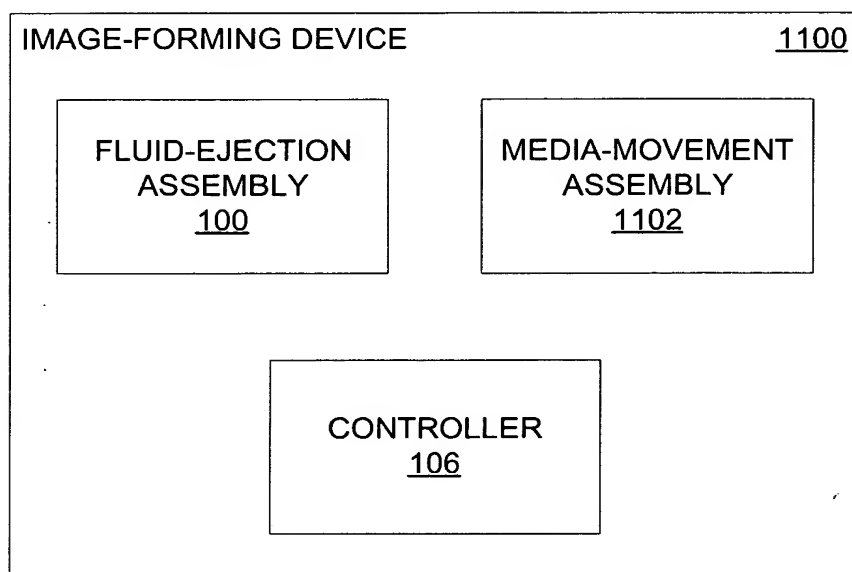 IMAGE-FORMING DEVICE 1100
FLUID-EJECTION
ASSEMBLY
100
MEDIA-MOVEMENT
ASSEMBLY
1102
CONTROLLER
106